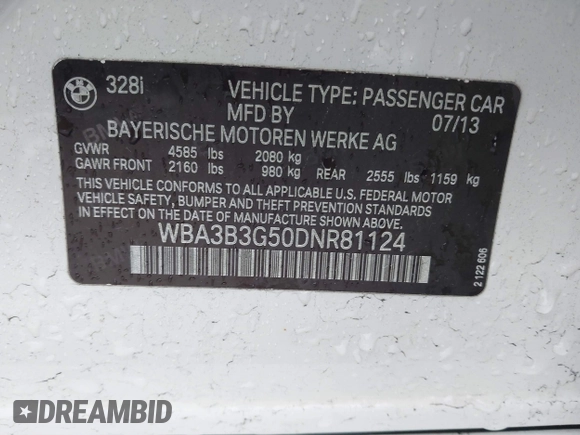 328i VEHICLE TYPE: PASSENGER CAR
MFD BY 07/13
BAYERISCHE MOTOREN WERKE AG
GVWR 4585 lbs 2080 kg
GAWR FRONT 2160 lbs 980 kg REAR 2555 lbs 1159 kg
THIS VEHICLE CONFORMS TO ALL APPLICABLE U.S. FEDERAL MOTOR
VEHICLE SAFETY, BUMPER AND THEFT PREVENTION STANDARDS
IN EFFECT ON THE DATE OF MANUFACTURE SHOWN ABOVE.
WBA3B3G50DNR81124
2 122 606
DREAMBID